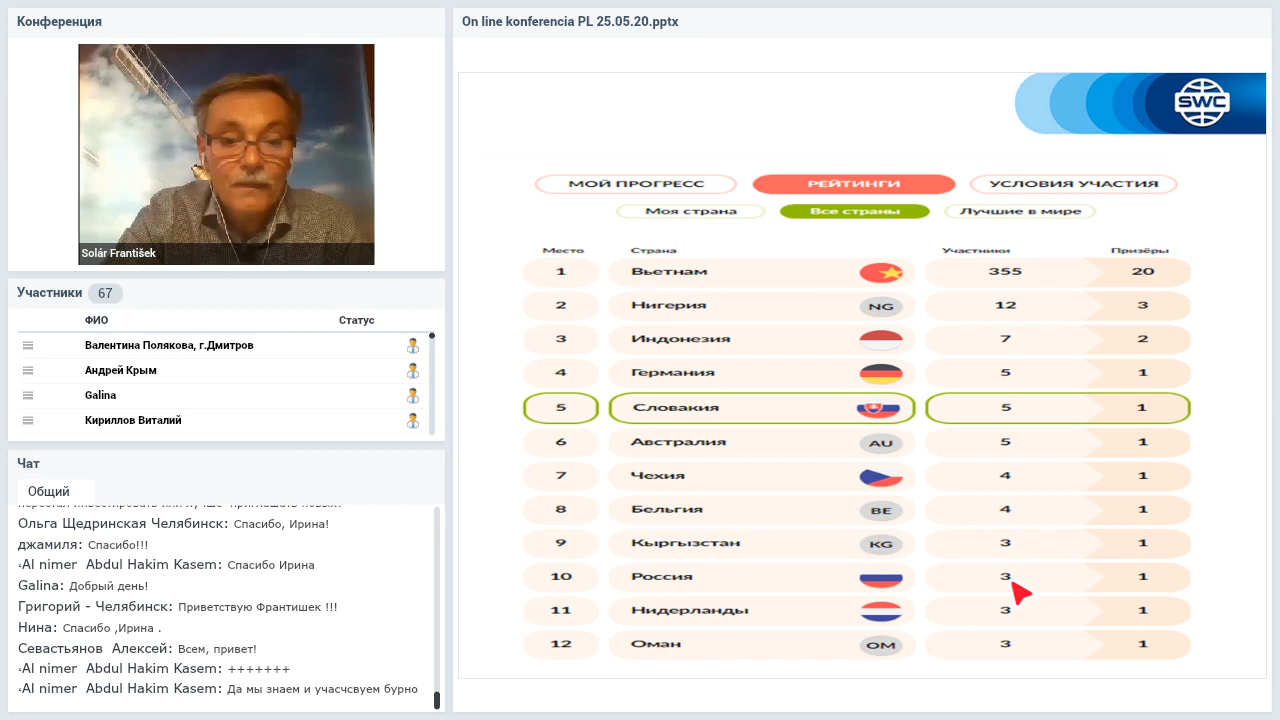 Конференция
Solár František
Участники 67
ФИО Статус
Валентина Полякова, г.Дмитров
Андрей Крым
Galina
Кириллов Виталий
Чат
Общий
Ольга Щедринская Челябинск: Спасибо, Ирина!
джамиля: Спасибо!!!
Al nimer Abdul Hakim Kasem: Спасибо Ирина
Galina: Добрый день!
Григорий - Челябинск: Приветствую Франтишек !!!
Нина: Спасибо ,Ирина .
Севастьянов Алексей: Всем, привет!
Al nimer Abdul Hakim Kasem: +++++++
Al nimer Abdul Hakim Kasem: Да мы знаем и учасчсвуем бурно
On line konferencia PL 25.05.20.pptx
SWC
МОЙ ПРОГРЕСС РЕЙТИНГИ УСЛОВИЯ УЧАСТИЯ
Моя страна Все страны Лучшие в мире
Место Страна Участники Призёры
1 Вьетнам 355 20
2 Нигерия NG 12 3
3 Индонезия 7 2
4 Германия 5 1
5 Словакия 5 1
6 Австралия AU 5 1
7 Чехия 4 1
8 Бельгия BE 4 1
9 Кыргызстан KG 3 1
10 Россия 3 1
11 Нидерланды 3 1
12 Оман OM 3 1